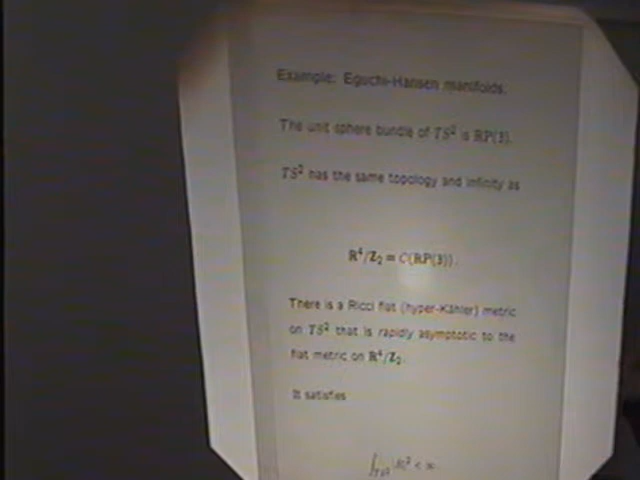 Example: Eguchi-Hansen manifolds.
The unit sphere bundle of TS² is RP(3).
TS² has the same topology and infinity as
R⁴/Z₂ = C(RP(3)).
There is a Ricci flat (hyper-Kähler) metric
on TS² that is rapidly asymptotic to the
flat metric on R⁴/Z₂.
It satisfies